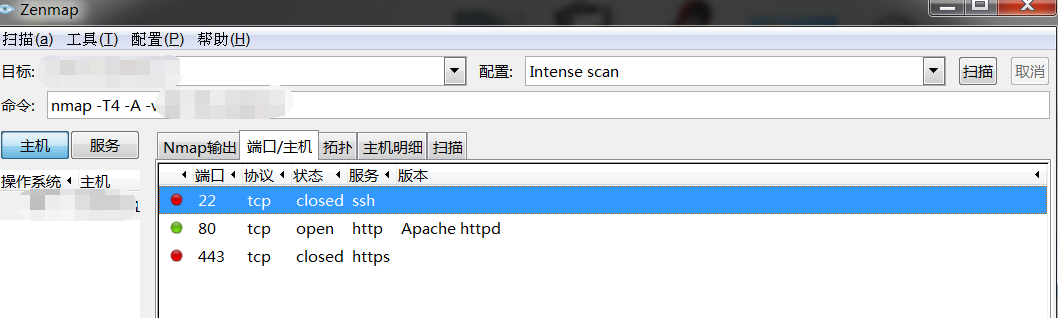 Zenmap
扫描(a) 工具(T) 配置(P) 帮助(H)
目标: 配置: Intense scan 扫描 取消
命令: nmap -T4 -A -v
主机 服务 Nmap输出 端口/主机 拓扑 主机明细 扫描
操作系统 主机 端口 协议 状态 服务 版本
22 tcp closed ssh
80 tcp open http Apache httpd
443 tcp closed https